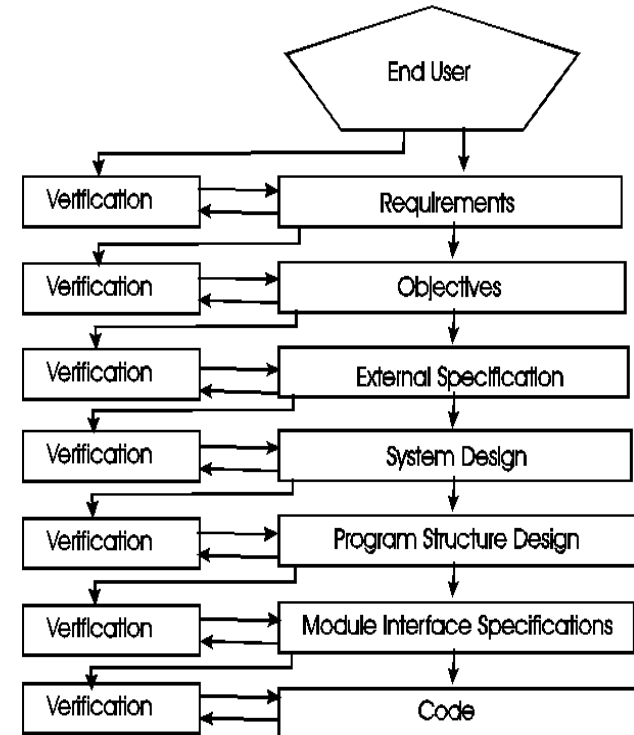 End User
Verification
Requirements
Verification
Objectives
Verification
External Specification
Verification
System Design
Verification
Program Structure Design
Verification
Module Interface Specifications
Verification
Code